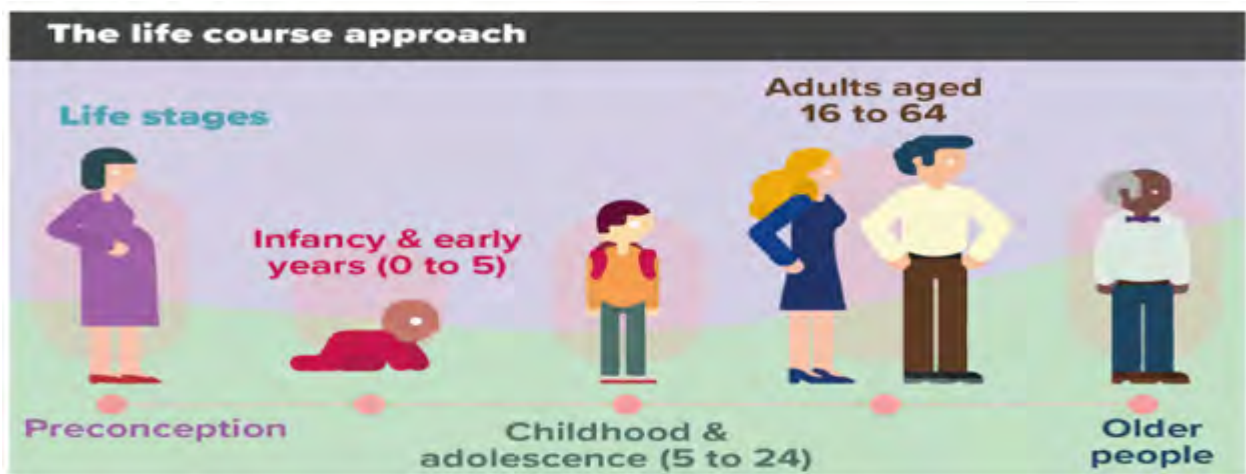 The life course approach
Life stages
Preconception
Infancy & early
years (0 to 5)
Childhood &
adolescence (5 to 24)
Adults aged
16 to 64
Older
people